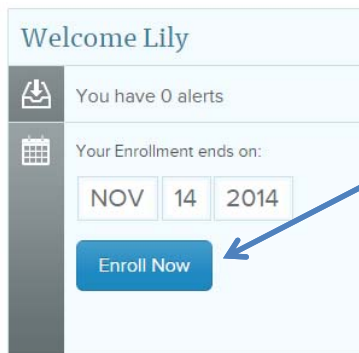 Welcome Lily
You have 0 alerts
Your Enrollment ends on:
NOV 14 2014
Enroll Now